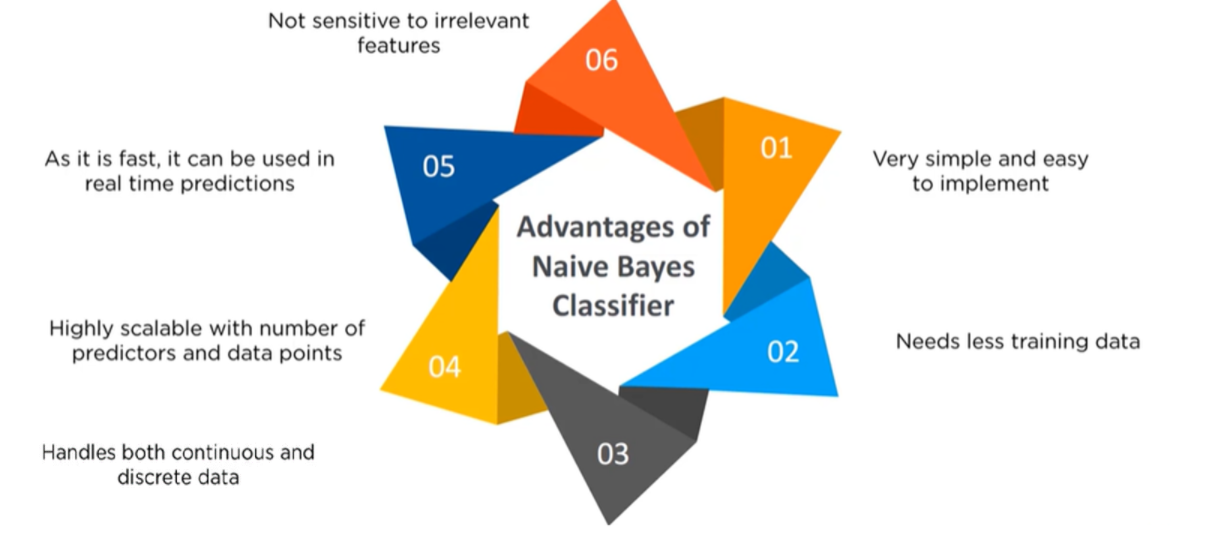 Not sensitive to irrelevant
features
06
01
Very simple and easy
to implement
05
As it is fast, it can be used in
real time predictions
Advantages of
Naive Bayes
Classifier
Highly scalable with number of
predictors and data points
04
02
Needs less training data
03
Handles both continuous and
discrete data